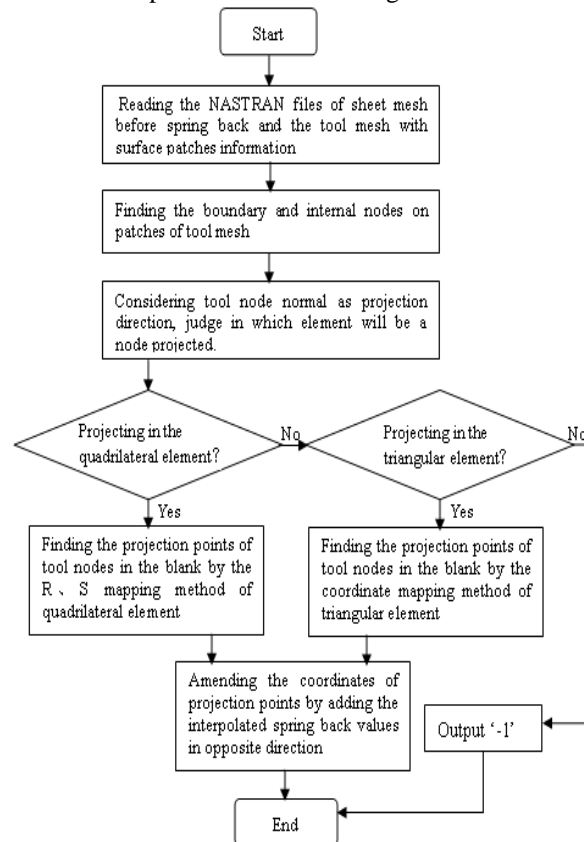 Start
Reading the NASTRAN files of sheet mesh
before spring back and the tool mesh with
surface patches information
Finding the boundary and internal nodes on
patches of tool mesh
Considering tool node normal as projection
direction, judge in which element will be a
node projected.
Projecting in the
quadrilateral element?
No
Projecting in the
triangular element?
No
Yes
Yes
Finding the projection points of
tool nodes in the blank by the
R、S mapping method of
quadrilateral element
Finding the projection points of
tool nodes in the blank by the
coordinate mapping method of
triangular element
Amending the coordinates of
projection points by adding the
interpolated spring back values
in opposite direction
Output ‘-1’
End